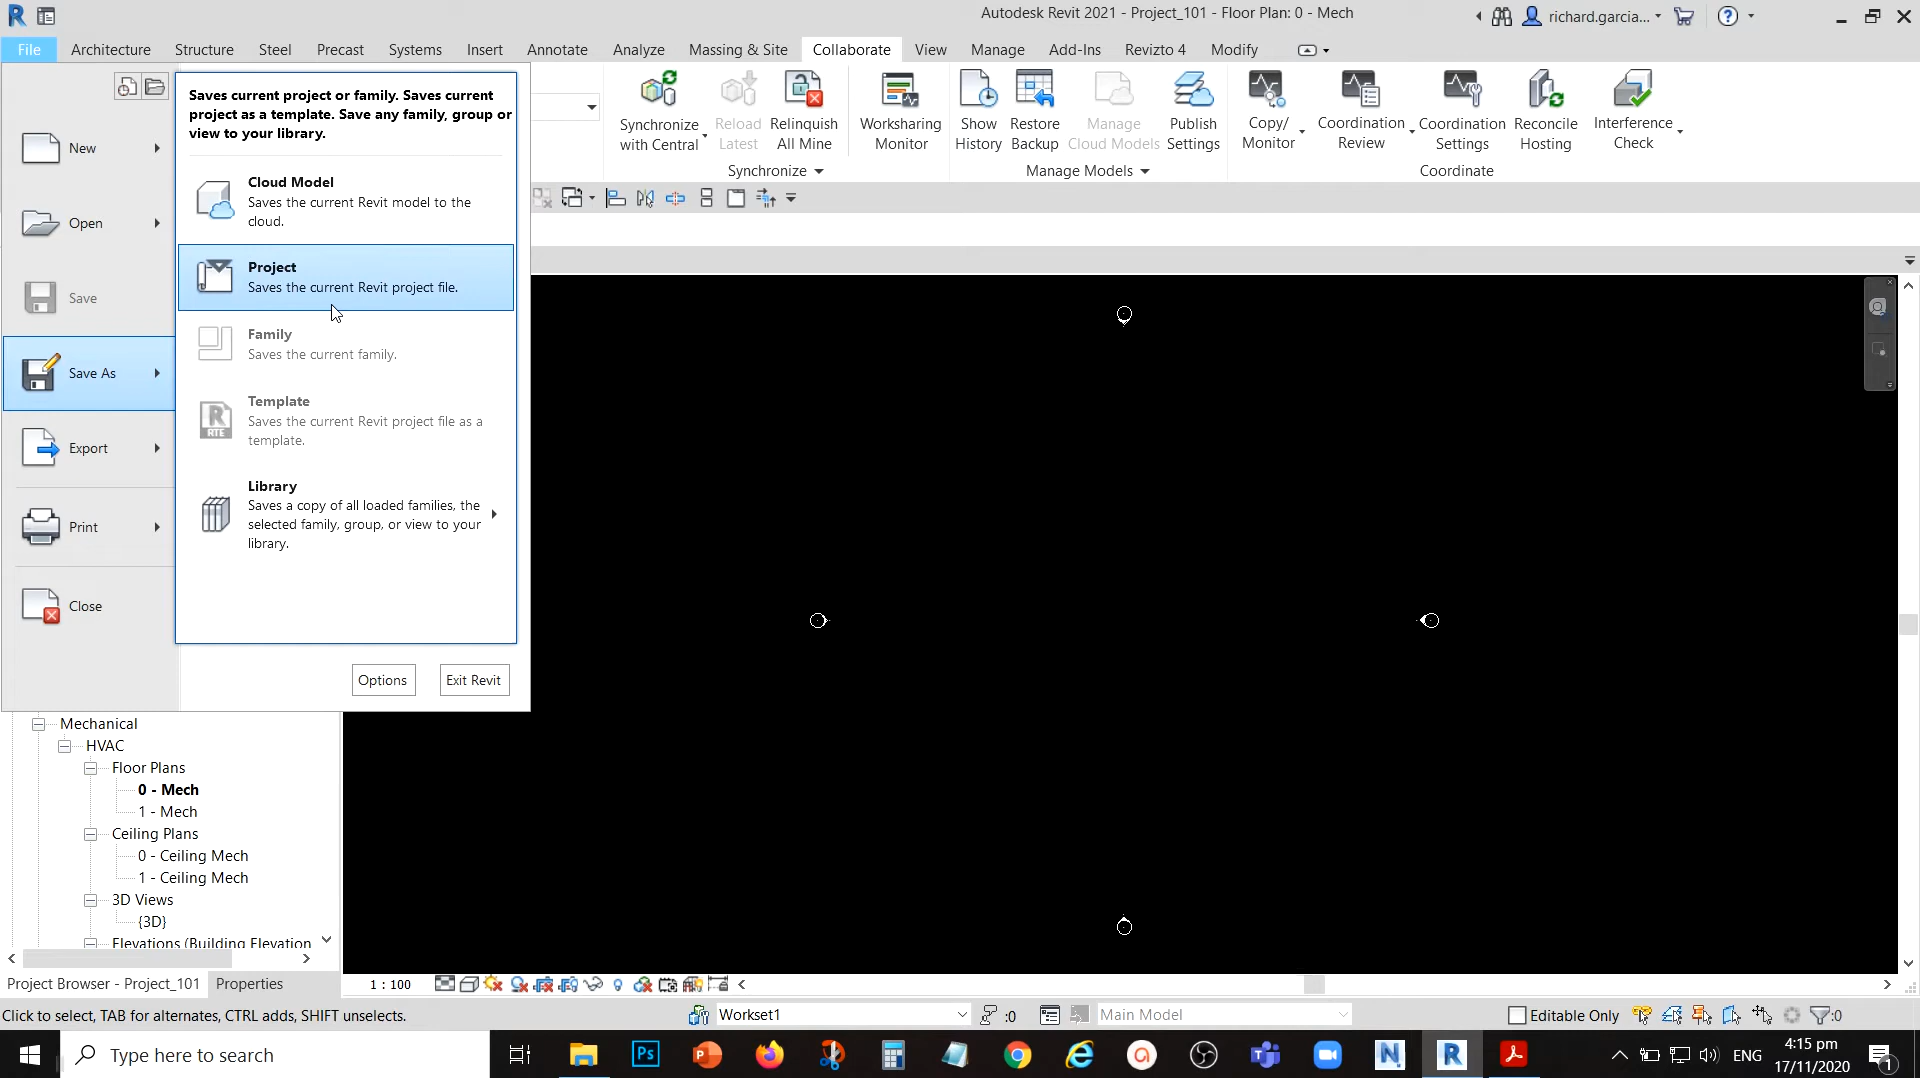 Autodesk Revit 2021 - Project_101 - Floor Plan: 0 - Mech
richard.garcia...
File
Architecture
Structure
Steel
Precast
Systems
Insert
Annotate
Analyze
Massing & Site
Collaborate
View
Manage
Add-Ins
Revizto 4
Modify
Synchronize
with Central
Reload
Latest
Relinquish
All Mine
Worksharing
Monitor
Show
History
Restore
Backup
Manage
Cloud Models
Publish
Settings
Copy/
Monitor
Coordination
Review
Coordination
Settings
Reconcile
Hosting
Interference
Check
Synchronize
Manage Models
Coordinate
New
Open
Save
Save As
Export
Print
Close
Saves current project or family. Saves current
project as a template. Save any family, group or
view to your library.
Cloud Model
Saves the current Revit model to the
cloud.
Project
Saves the current Revit project file.
Family
Saves the current family.
Template
Saves the current Revit project file as a
template.
RTE
Library
Saves a copy of all loaded families, the
selected family, group, or view to your
library.
Options
Exit Revit
Mechanical
HVAC
Floor Plans
0 - Mech
1 - Mech
Ceiling Plans
0 - Ceiling Mech
1 - Ceiling Mech
3D Views
{3D}
Elevations (Building Elevation
Project Browser - Project_101
Properties
1 : 100
Click to select, TAB for alternates, CTRL adds, SHIFT unselects.
Workset1
:0
Main Model
Editable Only
:0
Type here to search
ENG
4:15 pm
17/11/2020
1